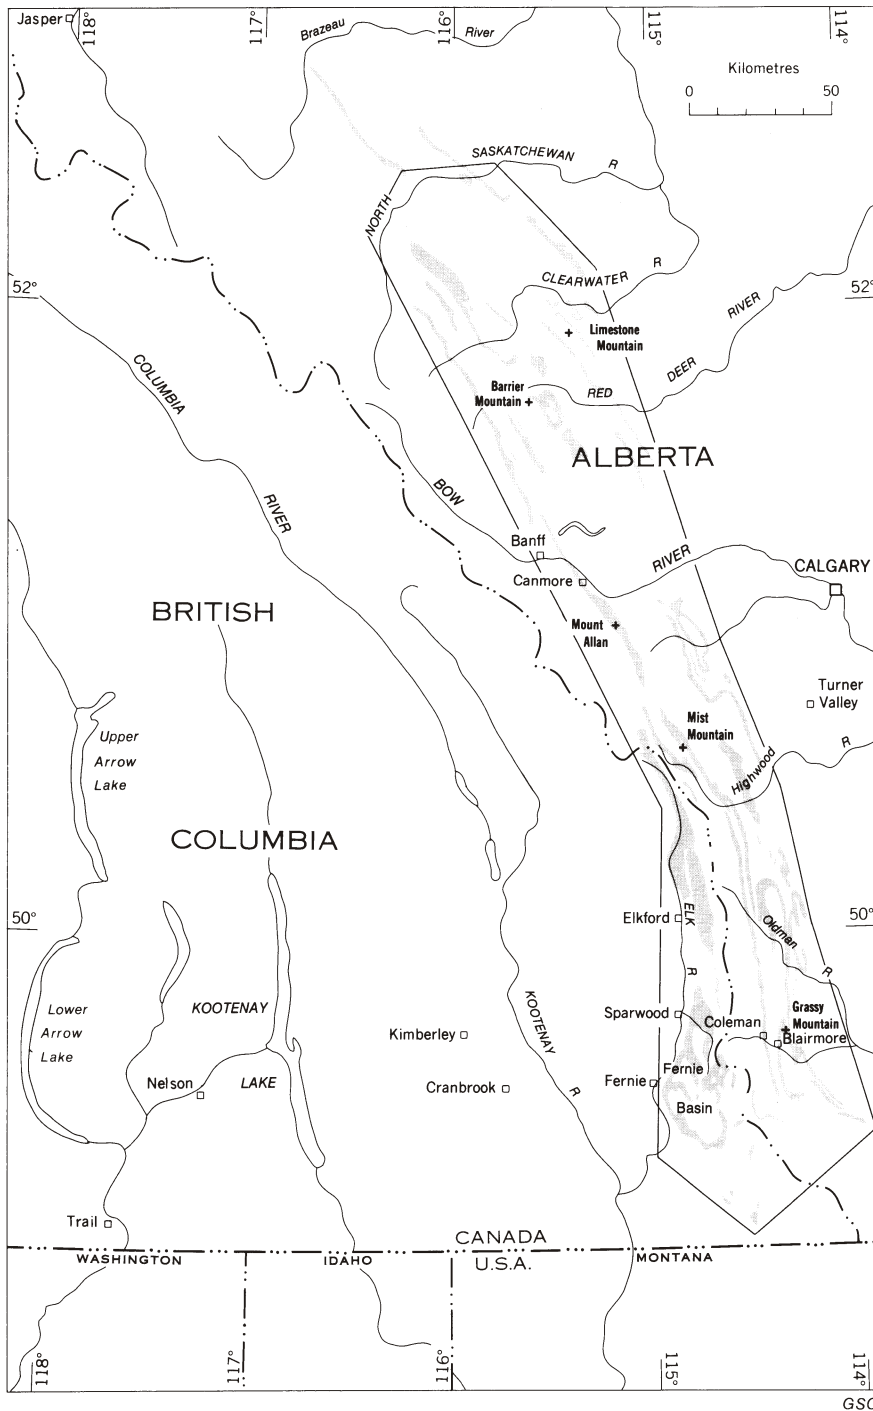 Jasper
118°
117°
116°
115°
114°
Brazeau
River
Kilometres
0 50
SASKATCHEWAN R
NORTH
CLEARWATER R
52°
52°
Limestone
Mountain
RIVER
DEER
RED
Barrier
Mountain
COLUMBIA
RIVER
ALBERTA
BOW
RIVER
Banff
Canmore
CALGARY
BRITISH
Mount
Allan
Turner
Valley
Mist
Mountain
Highwood
R
Upper
Arrow
Lake
COLUMBIA
50°
50°
Elkford
ELK
R
Oldman
R
Lower
Arrow
Lake
KOOTENAY
LAKE
Kimberley
KOOTENAY
R
Sparwood
Coleman
Grassy
Mountain
Blairmore
Nelson
Cranbrook
Fernie
Fernie
Basin
Trail
CANADA
U.S.A.
WASHINGTON
IDAHO
MONTANA
118°
117°
116°
115°
114°
GSC